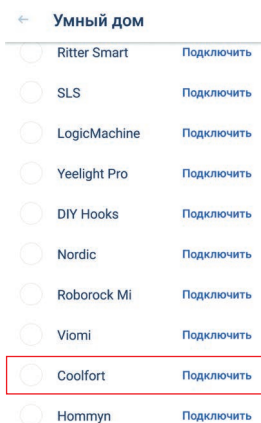 ← Умный дом
Ritter Smart Подключить
SLS Подключить
LogicMachine Подключить
Yeelight Pro Подключить
DIY Hooks Подключить
Nordic Подключить
Roborock Mi Подключить
Viomi Подключить
Coolfort Подключить
Hommyn Подключить